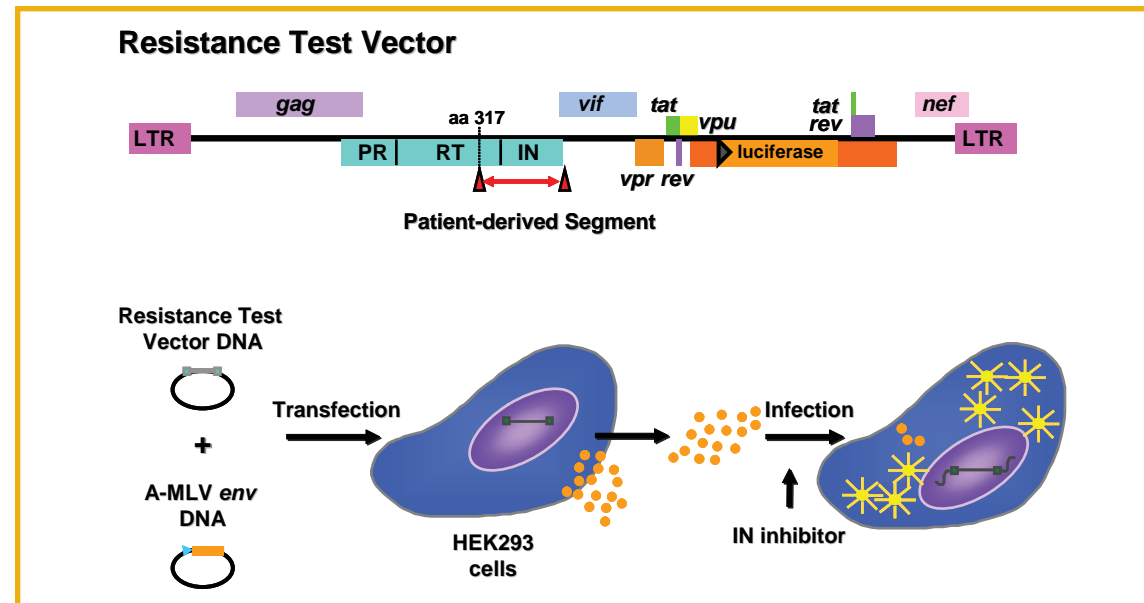 Resistance Test Vector
gag
vif
tat
vpu
tat
rev
nef
aa 317
LTR
PR
RT
IN
luciferase
LTR
vpr
rev
Patient-derived Segment
Resistance Test
Vector DNA
+
A-MLV env
DNA
Transfection
HEK293
cells
Infection
IN inhibitor